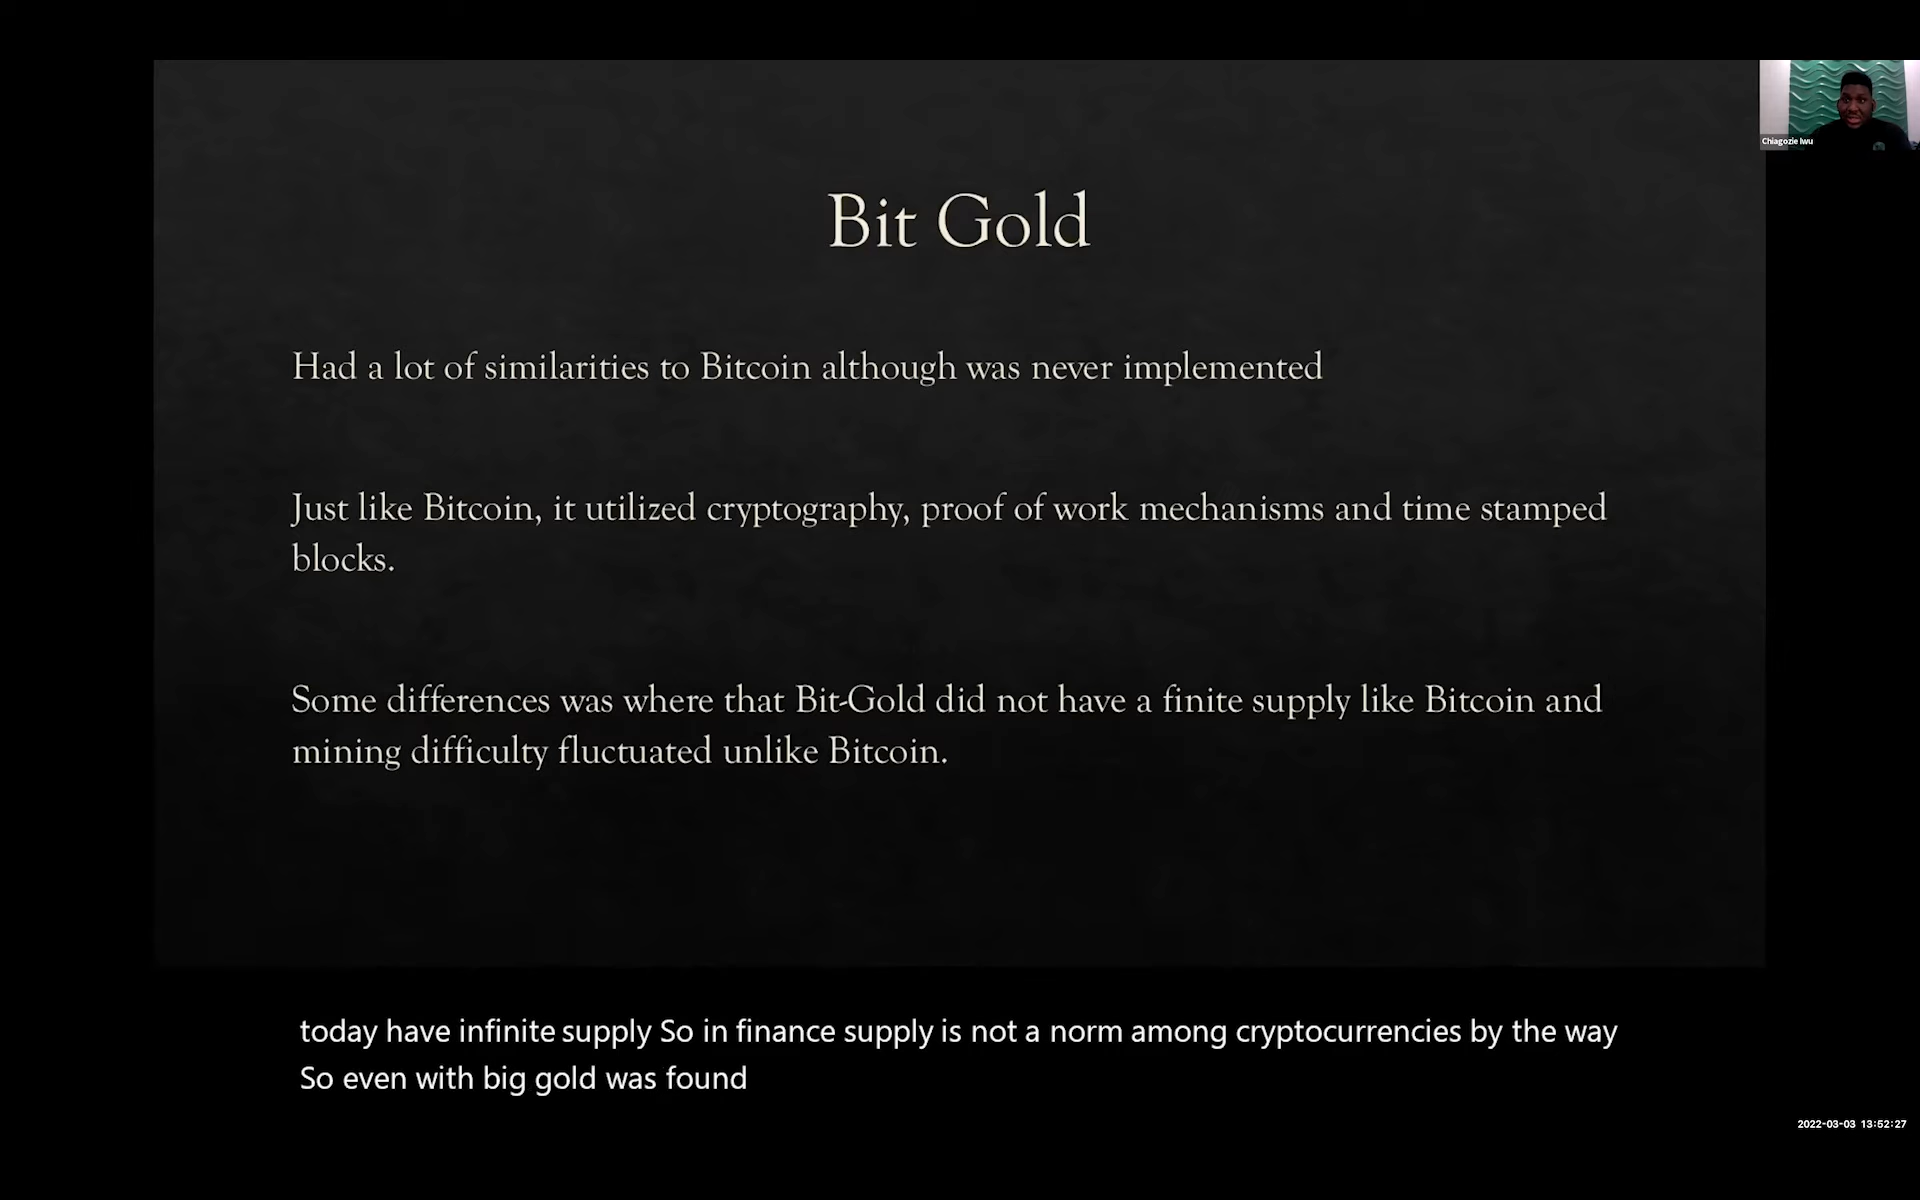 Bit Gold
Chiagozie Iwu
Had a lot of similarities to Bitcoin although was never implemented
Just like Bitcoin, it utilized cryptography, proof of work mechanisms and time stamped
blocks.
Some differences was where that Bit-Gold did not have a finite supply like Bitcoin and
mining difficulty fluctuated unlike Bitcoin.
today have infinite supply So in finance supply is not a norm among cryptocurrencies by the way
So even with big gold was found
2022-03-03 13:52:27